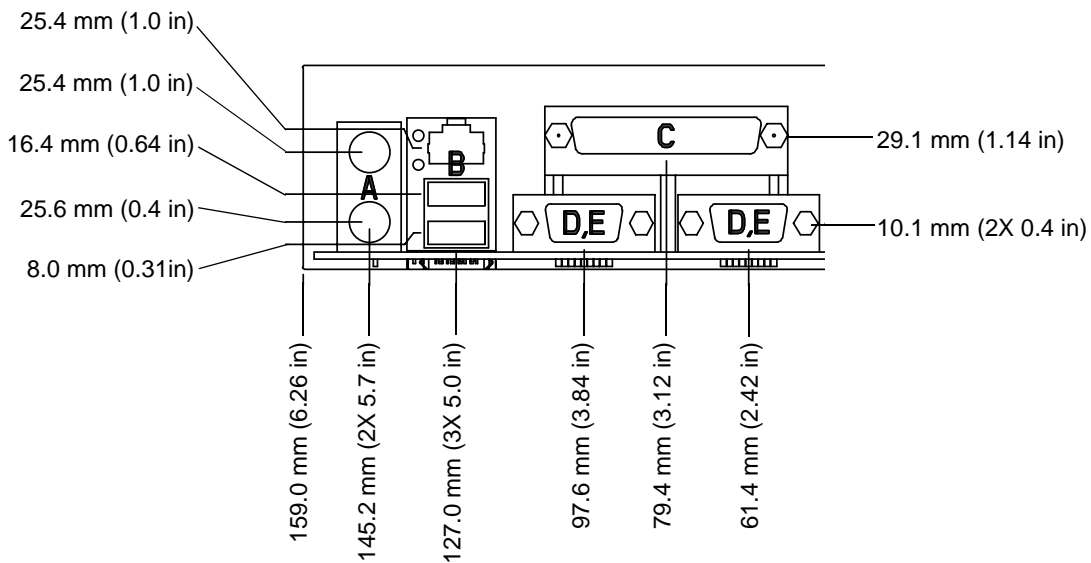 25.4 mm (1.0 in)
25.4 mm (1.0 in)
16.4 mm (0.64 in)
25.6 mm (0.4 in)
8.0 mm (0.31in)
A
B
C
D,E
D,E
29.1 mm (1.14 in)
10.1 mm (2X 0.4 in)
159.0 mm (6.26 in)
145.2 mm (2X 5.7 in)
127.0 mm (3X 5.0 in)
97.6 mm (3.84 in)
79.4 mm (3.12 in)
61.4 mm (2.42 in)